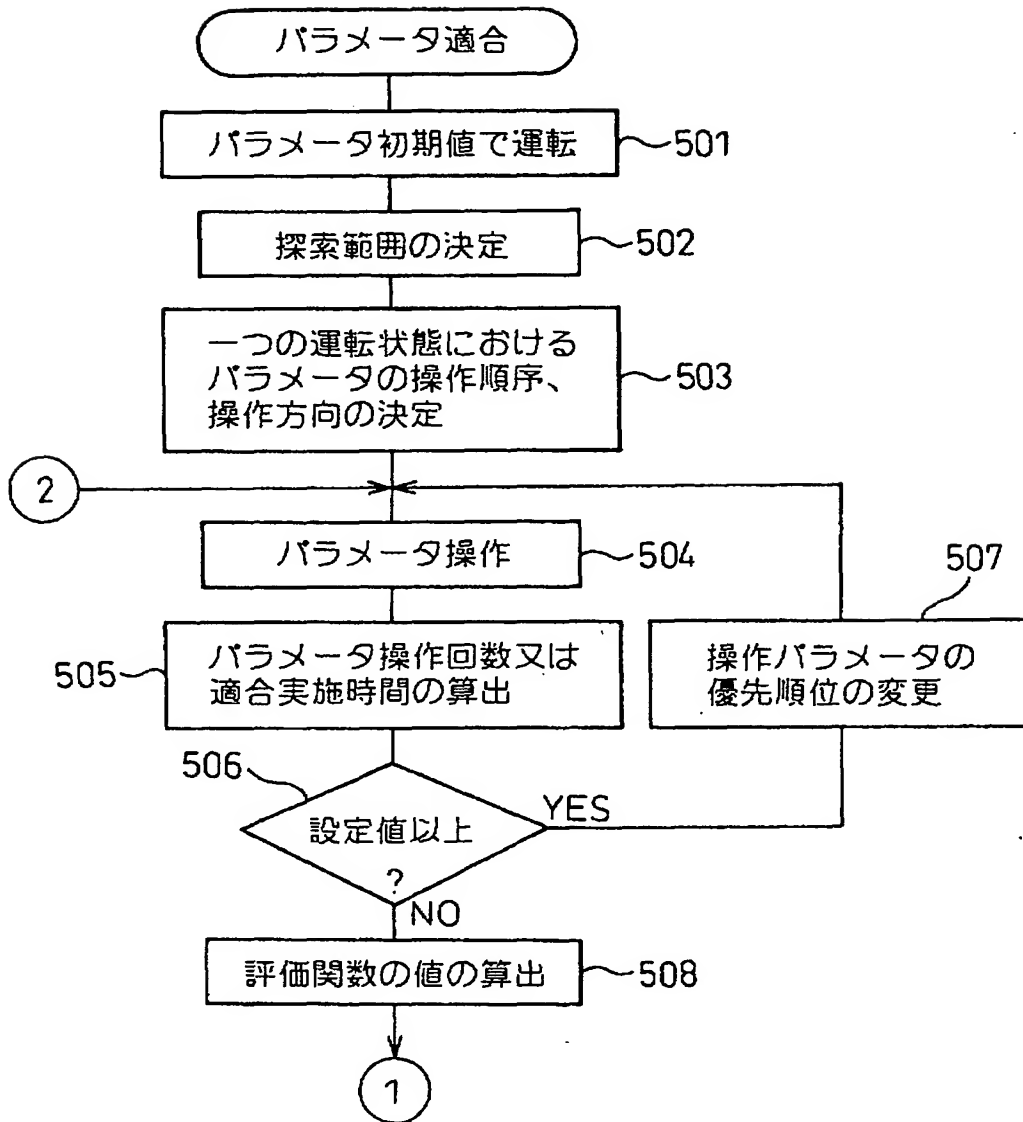 パラメータ適合
パラメータ初期値で運転
501
探索範囲の決定
502
一つの運転状態における
パラメータの操作順序、
操作方向の決定
503
2
パラメータ操作
504
507
505
パラメータ操作回数又は
適合実施時間の算出
操作パラメータの
優先順位の変更
506
設定値以上
?
YES
NO
評価関数の値の算出
508
1